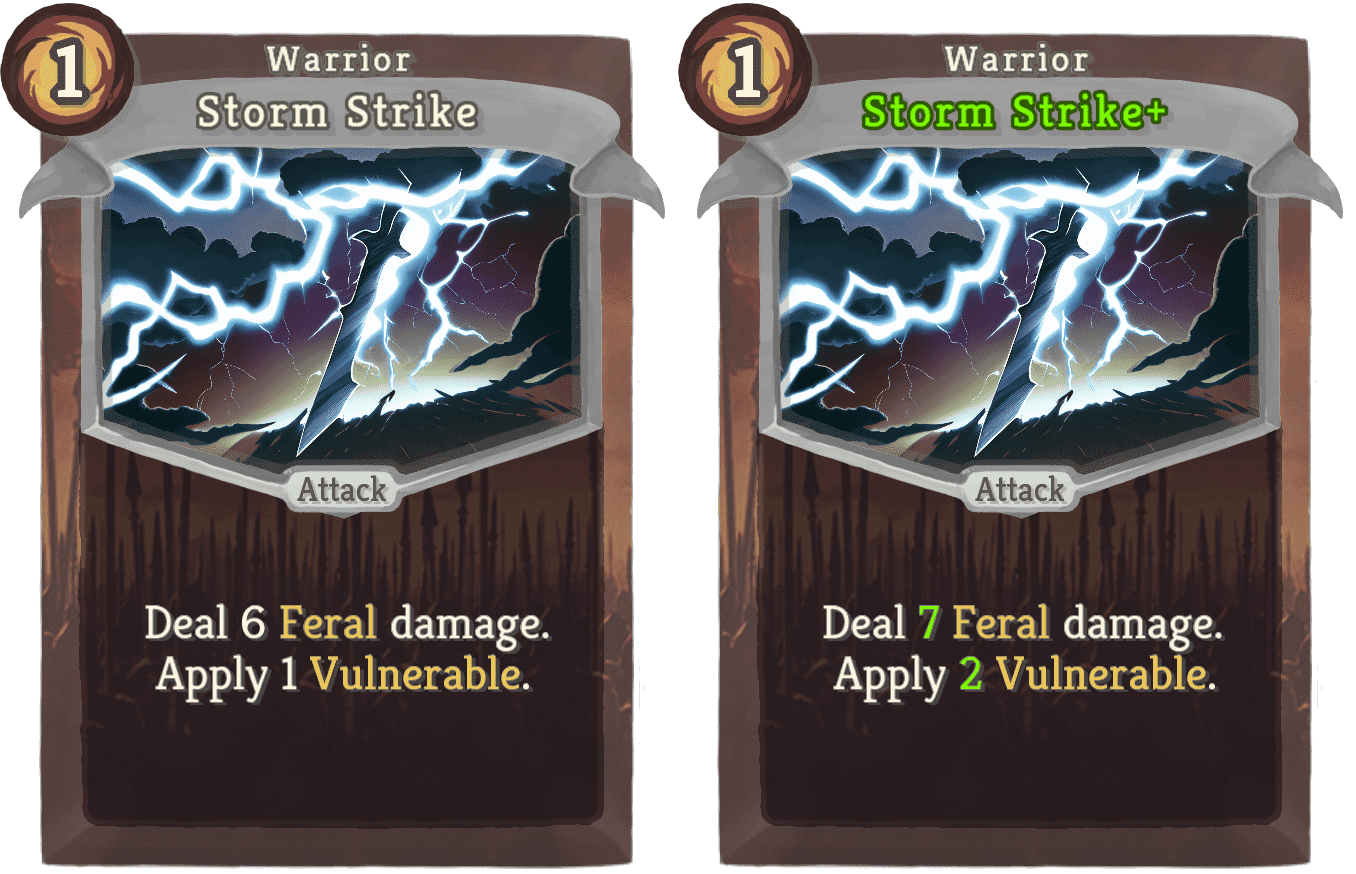 1
Warrior
Storm Strike
Attack
Deal 6 Feral damage.
Apply 1 Vulnerable.
1
Warrior
Storm Strike+
Attack
Deal 7 Feral damage.
Apply 2 Vulnerable.